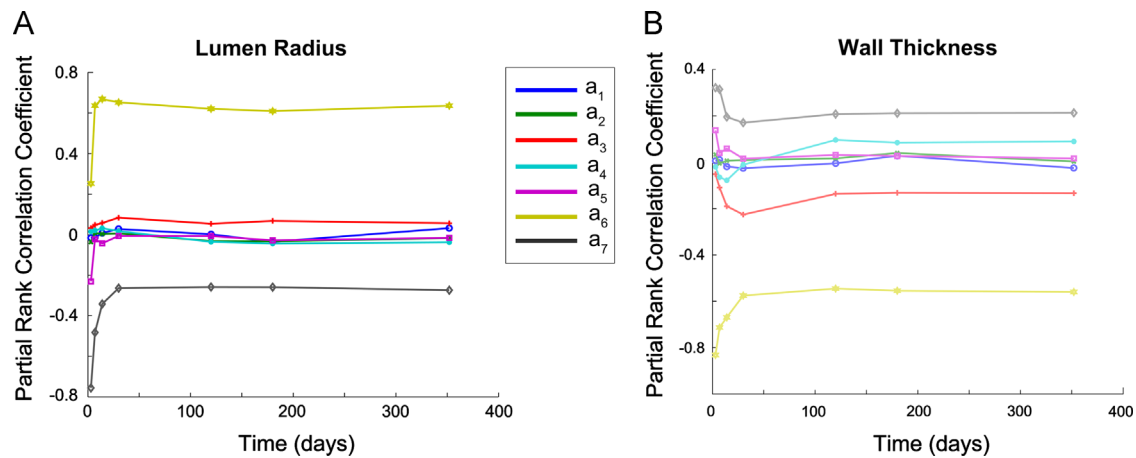 A
Lumen Radius
Partial Rank Correlation Coefficient
0.8
0.4
0
-0.4
-0.8
0
100
200
300
400
Time (days)
a1
a2
a3
a4
a5
a6
a7
B
Wall Thickness
Partial Rank Correlation Coefficient
0.4
0
-0.4
-0.8
0
100
200
300
400
Time (days)